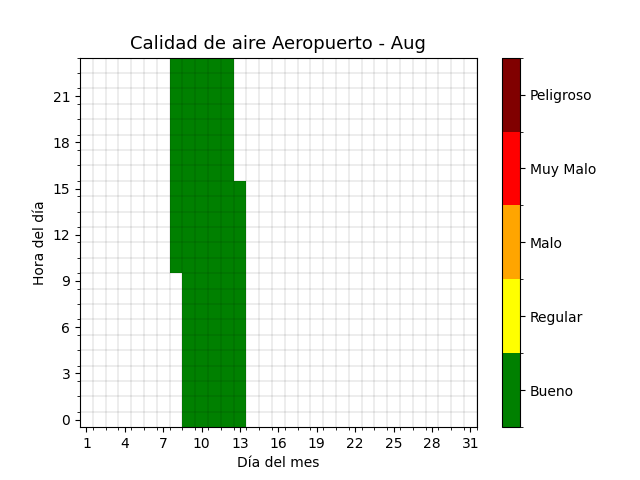 Calidad de aire Aeropuerto - Aug
Hora del día
21
18
15
12
9
6
3
0
1 4 7 10 13 16 19 22 25 28 31
Día del mes
Peligroso
Muy Malo
Malo
Regular
Bueno